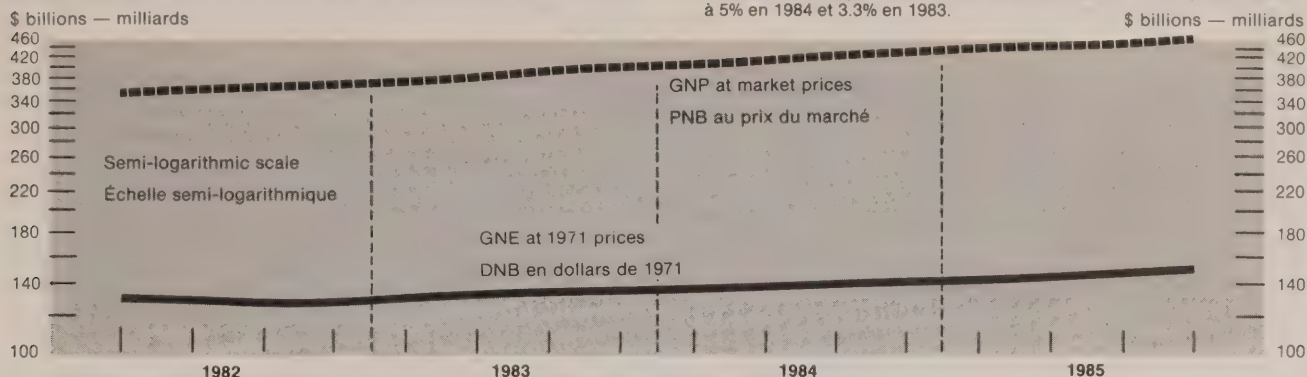 à 5% en 1984 et 3.3% en 1983.
$ billions — milliards
$ billions — milliards
460
460
420
420
380
380
340
340
GNP at market prices
PNB au prix du marché
300
300
Semi-logarithmic scale
Échelle semi-logarithmique
260
260
220
220
180
180
GNE at 1971 prices
DNB en dollars de 1971
140
140
100
100
1982
1983
1984
1985